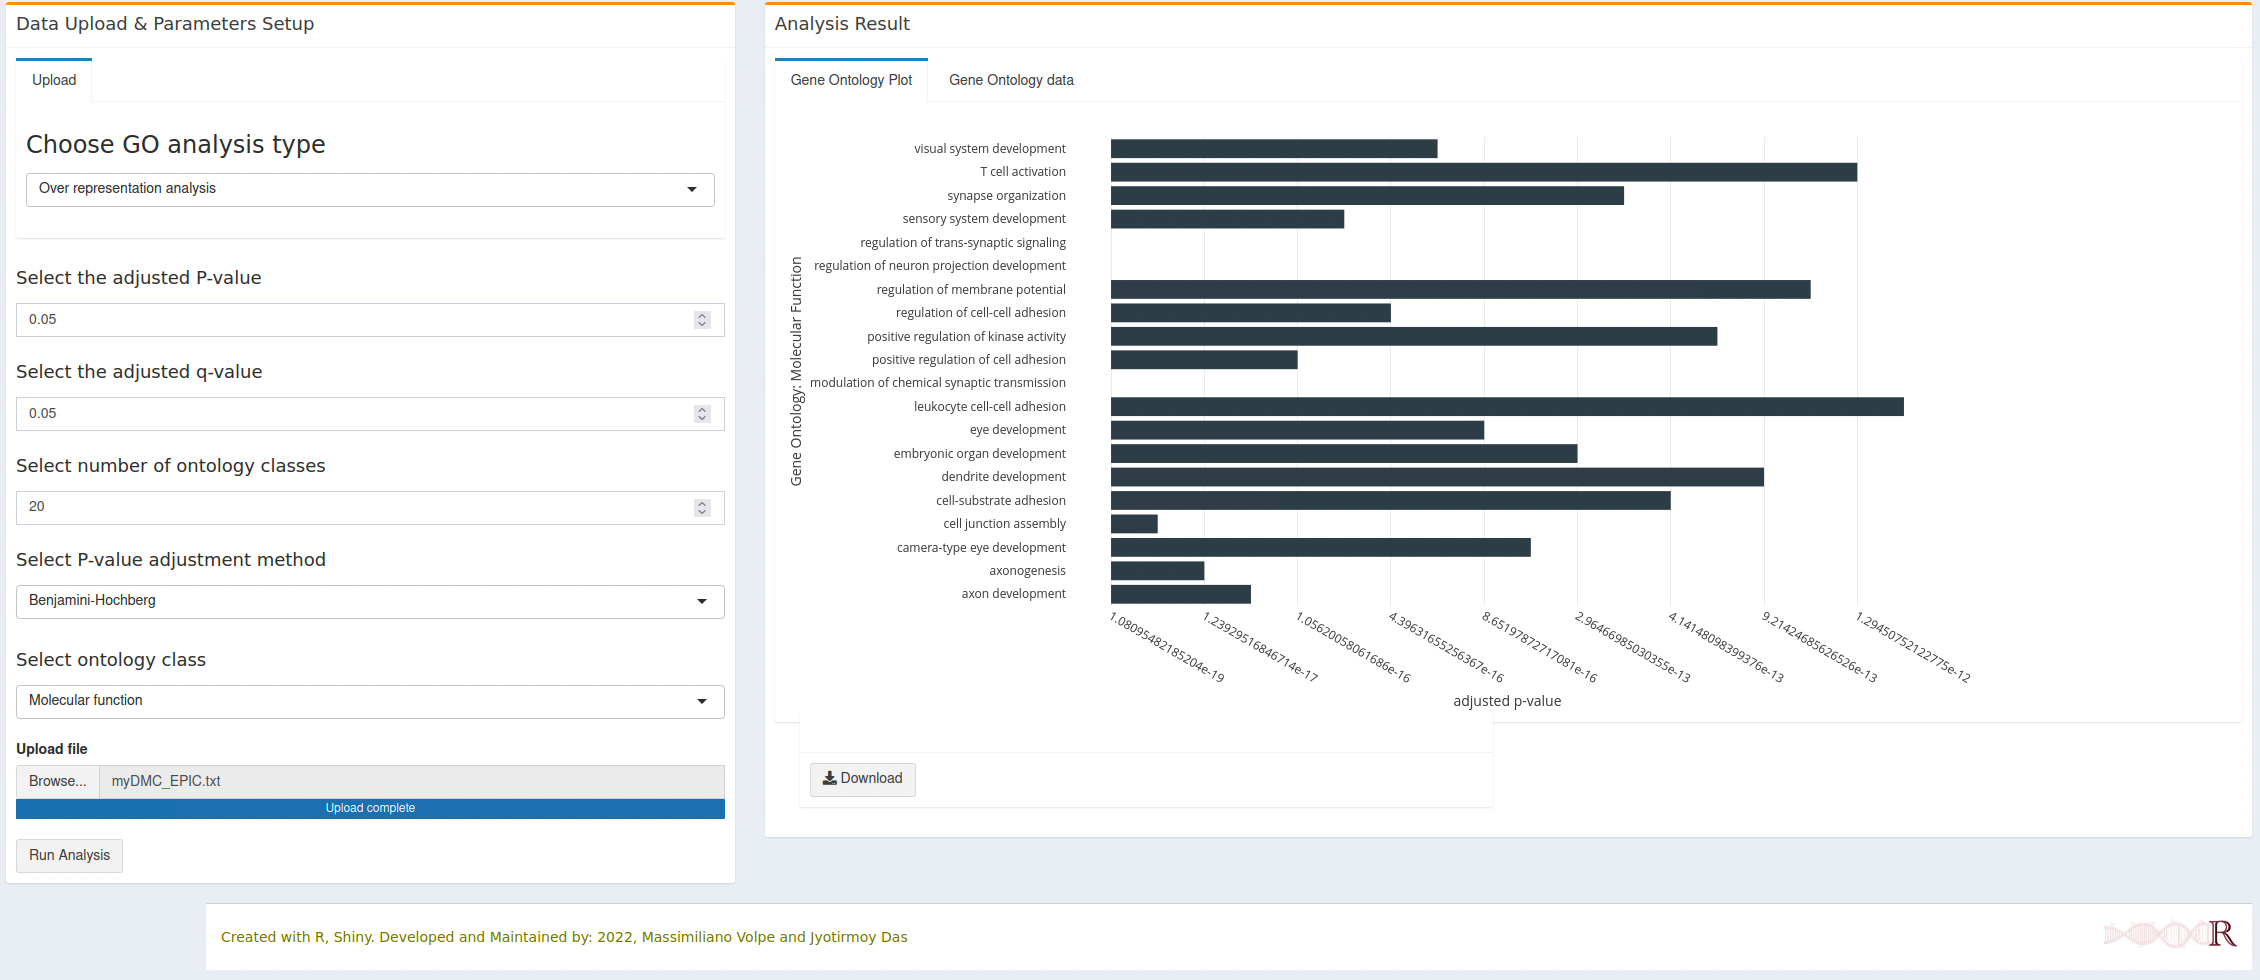 Data Upload & Parameters Setup
Upload
Choose GO analysis type
Over representation analysis
Select the adjusted P-value
0.05
Select the adjusted q-value
0.05
Select number of ontology classes
20
Select P-value adjustment method
Benjamini-Hochberg
Select ontology class
Molecular function
Upload file
Browse... myDMC_EPIC.txt
Upload complete
Run Analysis
Analysis Result
Gene Ontology Plot Gene Ontology data
Gene Ontology: Molecular Function
visual system development
T cell activation
synapse organization
sensory system development
regulation of trans-synaptic signaling
regulation of neuron projection development
regulation of membrane potential
regulation of cell-cell adhesion
positive regulation of kinase activity
positive regulation of cell adhesion
modulation of chemical synaptic transmission
leukocyte cell-cell adhesion
eye development
embryonic organ development
dendrite development
cell-substrate adhesion
cell junction assembly
camera-type eye development
axonogenesis
axon development
1.08095482185204e-19
1.23929516846714e-17
1.05620058061686e-16
4.39631655256367e-16
8.65197872717081e-16
2.96466985030355e-13
4.14148098399376e-13
9.21424685626526e-13
1.29450752122775e-12
adjusted p-value
Download
Created with R, Shiny. Developed and Maintained by: 2022, Massimiliano Volpe and Jyotirmoy Das
R